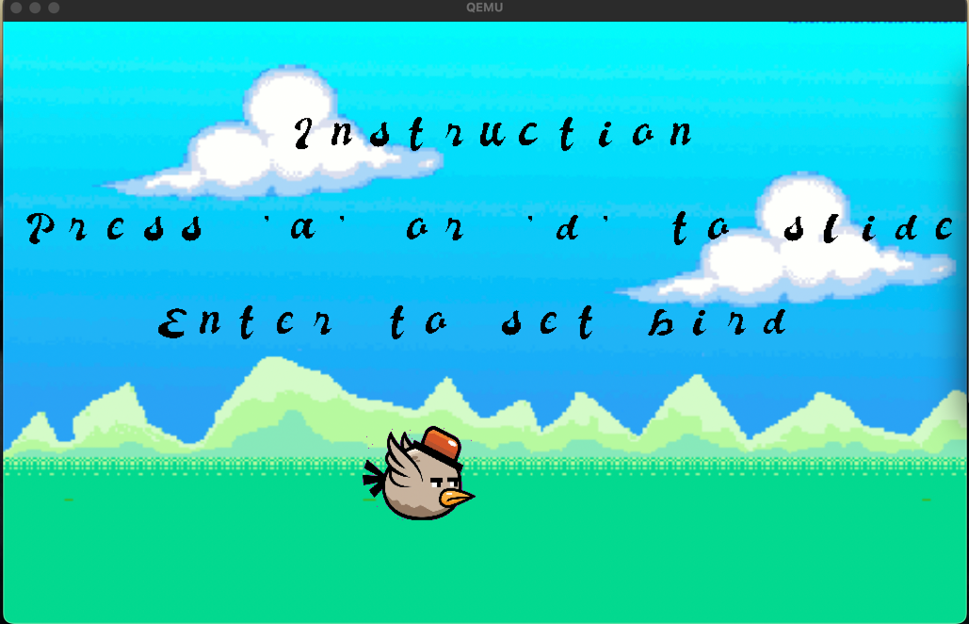 QEMU
Instruction
Press 'a' or 'd' to slide
Enter to set bird